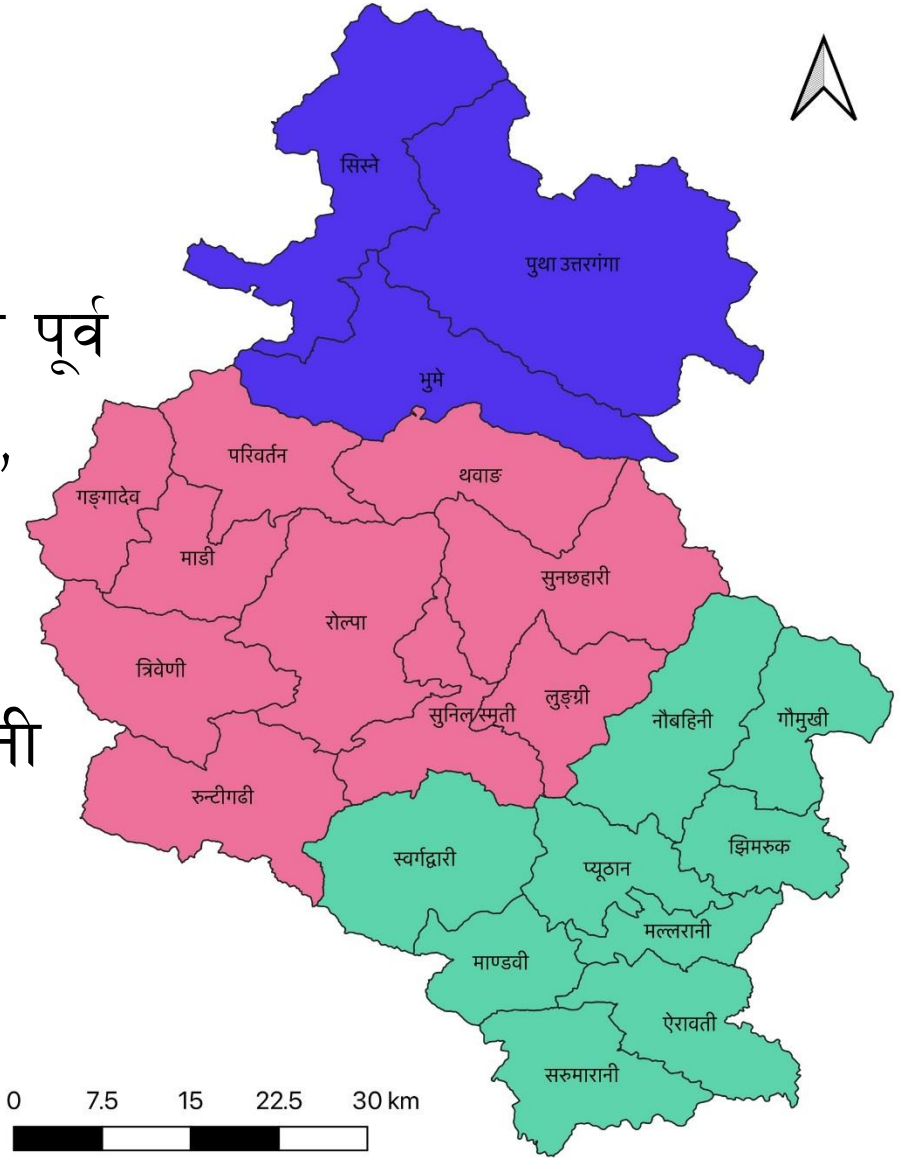 सिस्ने
पुथा उत्तरगंगा
पूर्व
भुमे
परिवर्तन
,
थवाङ
गङ्गादेव
माडी
सुनछहारी
रोल्पा
त्रिवेणी
लुङ्ग्री
सुनिल स्मृती
नौबहिनी
गौमुखी
नी
रुन्टीगढी
झिमरुक
स्वर्गद्वारी
प्यूठान
मल्लरानी
माण्डवी
ऐरावती
सरुमारानी
0 7.5 15 22.5 30 km